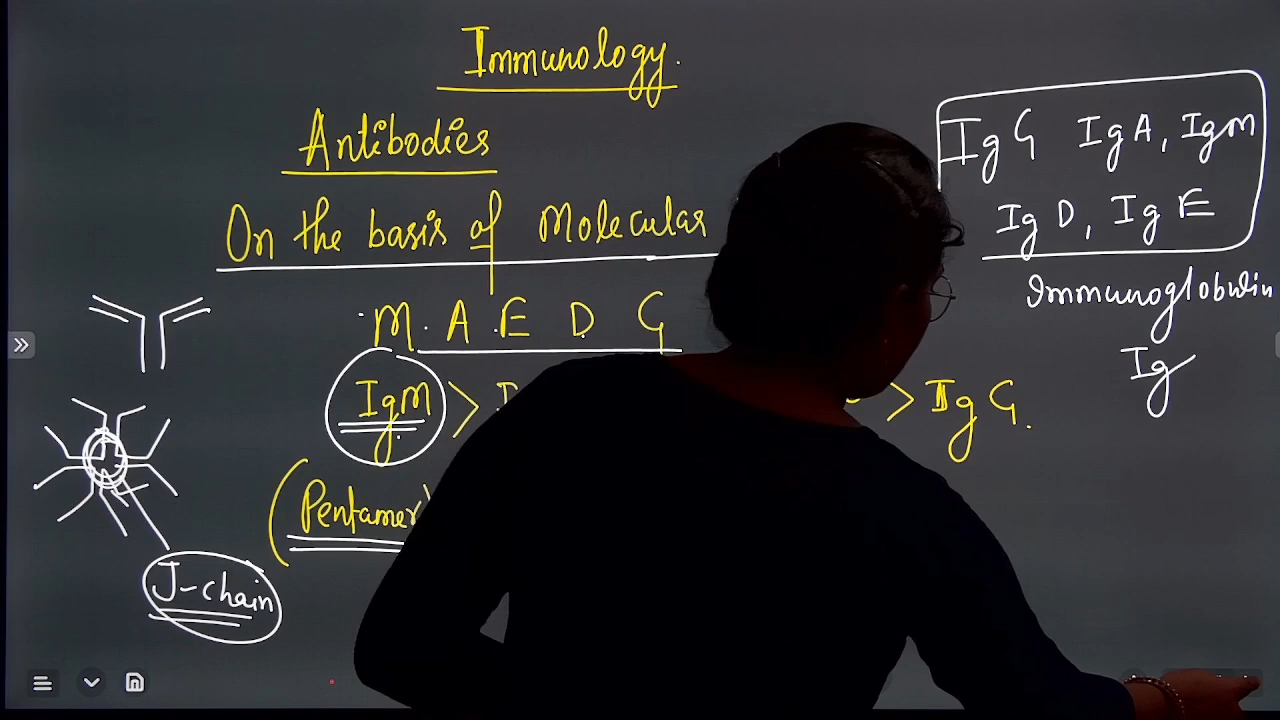 Immunology.
Antibodies
On the basis of Molecular
M. A E D G
IgM >
> IgG.
(Pentamer)
J-chain
IgG IgA, IgM
IgD, IgE
Immunoglobulin
Ig